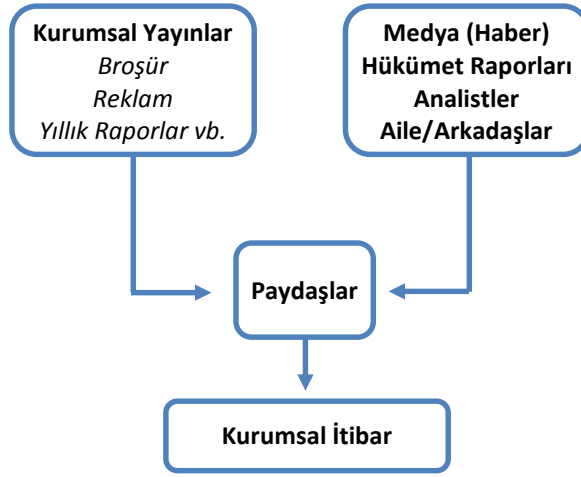 Kurumsal Yayınlar
Broşür
Reklam
Yıllık Raporlar vb.
Medya (Haber)
Hükümet Raporları
Analistler
Aile/Arkadaşlar
Paydaşlar
Kurumsal İtibar